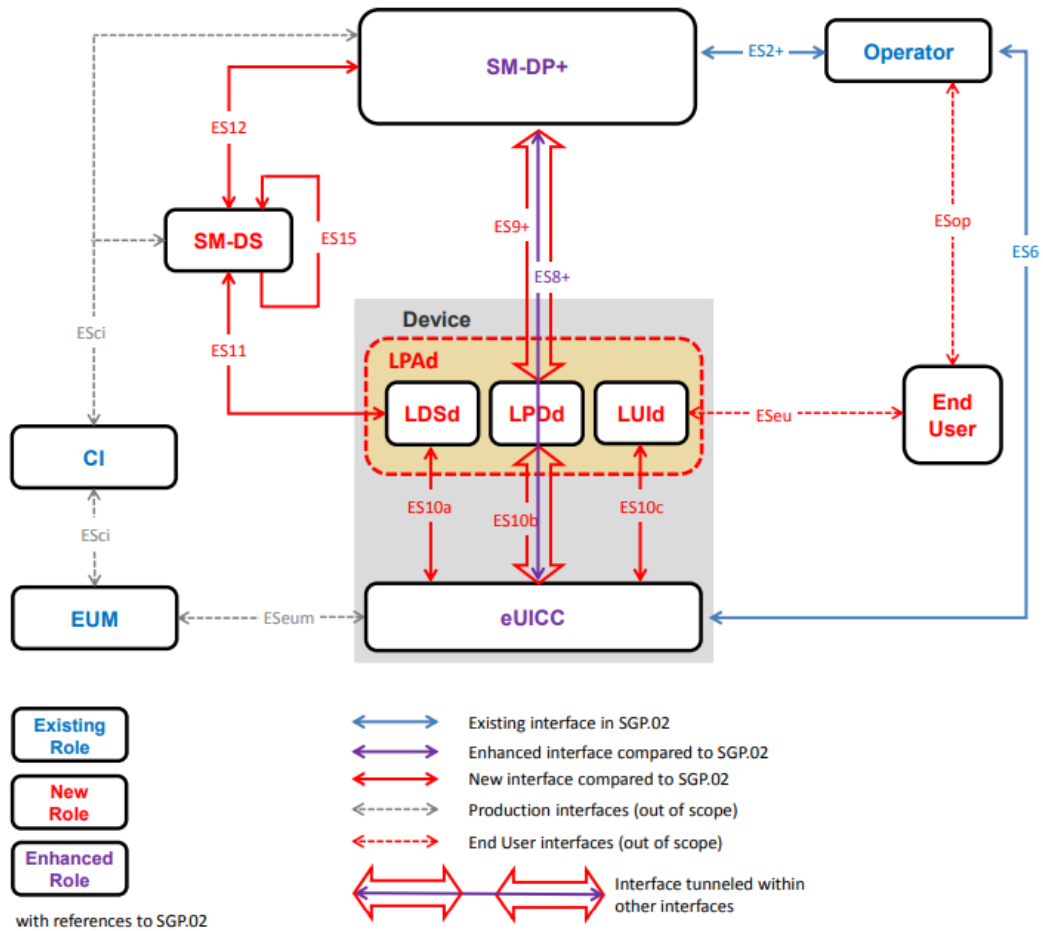 SM-DP+
ES2+
Operator
ES12
ES9+
ES8+
SM-DS
ES15
ESop
ES6
ESci
ES11
Device
LPAd
LDSd
LPDd
LUId
ESeu
End
User
CI
ES10a
ES10b
ES10c
ESci
EUM
ESeum
eUICC
Existing
Role
New
Role
Enhanced
Role
with references to SGP.02
Existing interface in SGP.02
Enhanced interface compared to SGP.02
New interface compared to SGP.02
Production interfaces (out of scope)
End User interfaces (out of scope)
Interface tunneled within
other interfaces